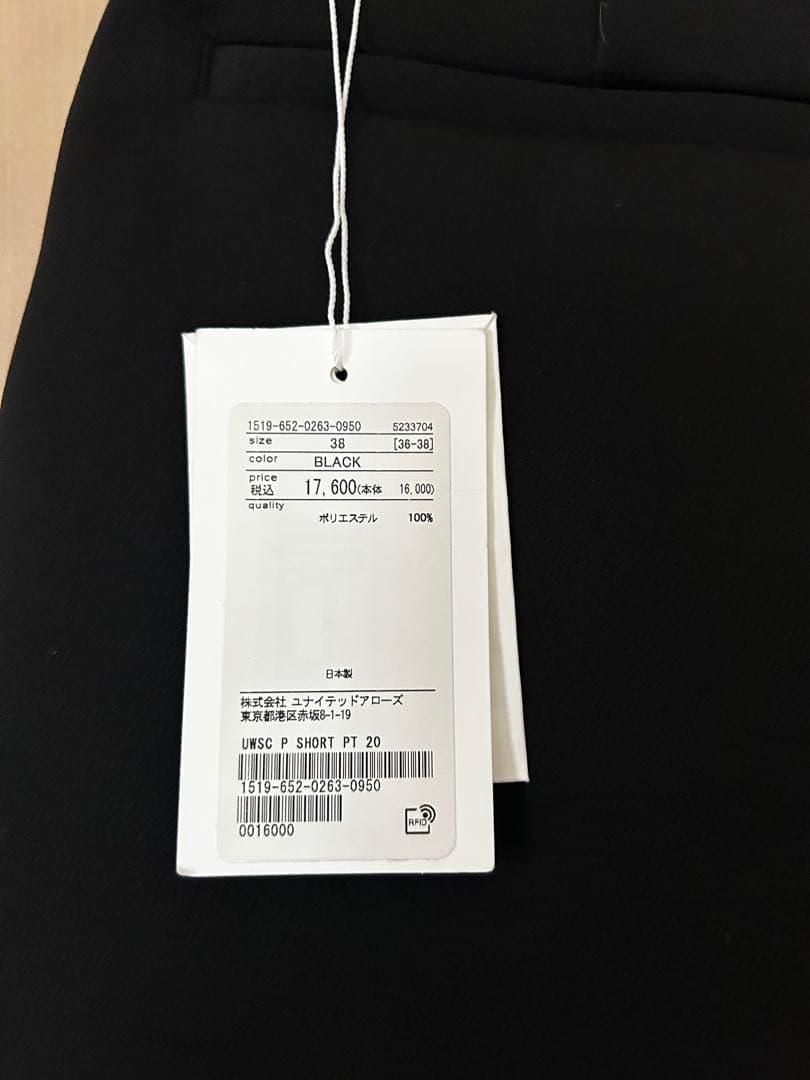 1519-652-0263-0950 5233704
size 38 [36-38]
color BLACK
price
税込 17,600(本体 16,000)
quality
ポリエステル 100%
日本製
株式会社 ユナイテッドアローズ
東京都港区赤坂8-1-19
UWSC P SHORT PT 20
1519-652-0263-0950
0016000
RFID